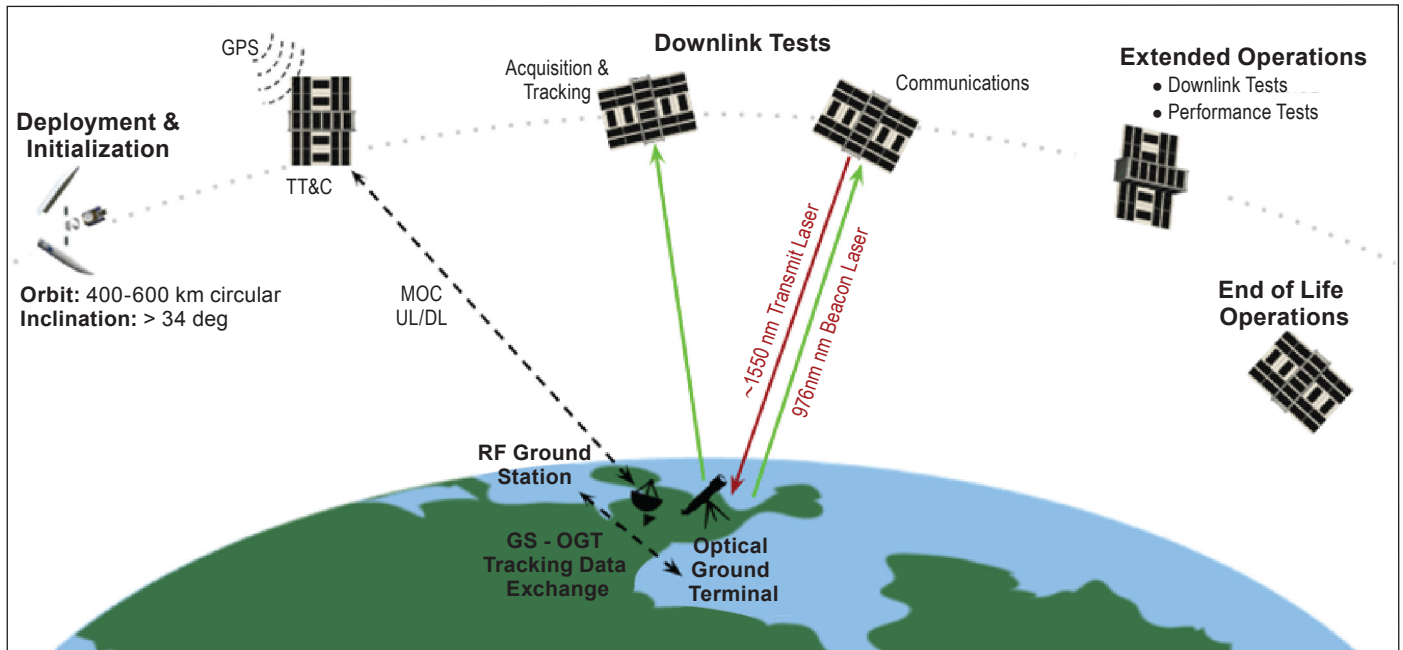 GPS
Deployment &
Initialization
TT&C
Orbit: 400-600 km circular
Inclination: > 34 deg
MOC
UL/DL
Downlink Tests
Acquisition &
Tracking
Communications
~1550 nm Transmit Laser
976nm nm Beacon Laser
Extended Operations
● Downlink Tests
● Performance Tests
End of Life
Operations
RF Ground
Station
GS - OGT
Tracking Data
Exchange
Optical
Ground
Terminal